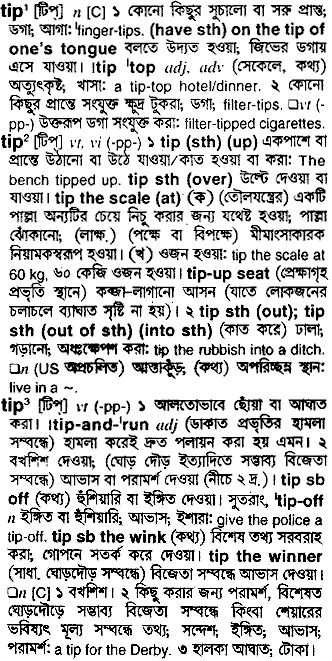 tip¹ [টিপ্] n [C] ১ কোনো কিছুর সুচালো বা সরু প্রান্ত;
ডগা; আগা: ˈfinger-tips. (have sth) on the tip of
one's tongue বলতে উদ্যত হওয়া; জিভের ডগায়
এসে যাওয়া। ˌtip ˈtop adj, adv (সেকেলে, কথ্য)
অত্যুৎকৃষ্ট; খাসা: a tip-top hotel/dinner. ২ কোনো
কিছুর প্রান্তে সংযুক্ত ক্ষুদ্র টুকরা; ডগা; filter-tips. □vt (-
pp-) উক্তরূপ ডগা সংযুক্ত করা: filter-tipped cigarettes.
tip² [টিপ্] vt, vi (-pp-) ১ tip (sth) (up) একপাশে বা
প্রান্তে উঠানো বা উঠে যাওয়া/কাত হওয়া বা করা: The
bench tipped up. tip sth (over) উল্টে দেওয়া বা
যাওয়া। tip the scale (at) (ক) (তৌলযন্ত্রের) একটি
পাল্লা অন্যটির চেয়ে নিচু করার জন্য যথেষ্ট হওয়া; পাল্লা
ঝোঁকানো; (লাক্ষ.) (পক্ষে বা বিপক্ষে) মীমাংসাকারক
নিয়ামকস্বরূপ হওয়া। (খ) ওজন হওয়া: tip the scale at
60 kg, ৬০ কেজি ওজন হওয়া। tip-up seat (প্রেক্ষাগৃহ
প্রভৃতি স্থানে) কব্জা-লাগানো আসন (যাতে লোকজনের
চলাচলে ব্যাঘাত সৃষ্টি না হয়)। ২ tip sth (out); tip
sth (out of sth) (into sth) (কাত করে) ঢালা;
গড়ানো; অধঃক্ষেপণ করা: tip the rubbish into a ditch.
□n (US অপ্রচলিত) আস্তাকুঁড়; (কথ্য) অপরিচ্ছন্ন স্থান:
live in a ~.
tip³ [টিপ্] vt (-pp-) ১ আলতোভাবে ছোঁয়া বা আঘাত
করা। ˌtip-and-ˈrun adj (ডাকাত প্রভৃতির হামলা
সম্বন্ধে) হামলা করেই দ্রুত পলায়ন করা হয় এমন। ২
বখশিশ দেওয়া; (ঘোড় দৌড় ইত্যাদিতে সম্ভাব্য বিজেতা
সম্বন্ধে) আভাস বা পরামর্শ দেওয়া (নীচে ২ দ্র.)। tip sb
off (কথ্য) হুঁশিয়ারি বা ইঙ্গিত দেওয়া। সুতরাং, ˈtip-off
n ইঙ্গিত বা হুঁশিয়ারি; আভাস; ইশারা: give the police a
tip-off. tip sb the wink (কথ্য) বিশেষ তথ্য সরবরাহ
করা; গোপনে সতর্ক করে দেওয়া। tip the winner
(সাধা. ঘোড়দৌড় সম্বন্ধে) বিজেতা সম্বন্ধে আভাস দেওয়া।
□n [C] ১ বখশিশ। ২ কিছু করার জন্য পরামর্শ, বিশেষত
ঘোড়দৌড়ে সম্ভাব্য বিজেতা সম্বন্ধে কিংবা শেয়ারের
ভবিষ্যৎ মূল্য সম্বন্ধে তথ্য; সন্দেশ; ইঙ্গিত; আভাস;
পরামর্শ: a tip for the Derby. ৩ হালকা আঘাত; টোকা।